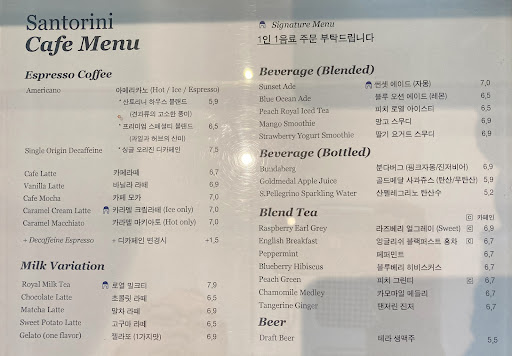 Santorini
Cafe Menu
Espresso Coffee
Americano 아메리카노 (Hot / Ice / Espresso)
* 산토리니 하우스 블렌드 5,9
(견과류의 고소한 풍미)
* 프리미엄 스페셜티 블렌드 6,5
(과일과 허브의 산미)
Single Origin Decaffeine * 싱글 오리진 디카페인 7,5
Cafe Latte 카페라떼 6,7
Vanilla Latte 바닐라 라떼 6,9
Cafe Mocha 카페 모카 7,0
Caramel Cream Latte 카라멜 크림라떼 (Ice only) 7,0
Caramel Macchiato 카라멜 마키아또 (Hot only) 7,0
+ Decaffeine Espresso + 디카페인 변경시 +1,5
Milk Variation
Royal Milk Tea 로열 밀크티 7,9
Chocolate Latte 초콜릿 라떼 6,5
Matcha Latte 말차 라떼 6,9
Sweet Potato Latte 고구마 라떼 6,5
Gelato (one flavor) 젤라또 (1가지맛) 6,9
Signature Menu
1인 1음료 주문 부탁드립니다
Beverage (Blended)
Sunset Ade 썬셋 에이드 (자몽) 7,0
Blue Ocean Ade 블루 오션 에이드 (레몬) 6,5
Peach Royal Iced Tea 피치 로열 아이스티 6,5
Mango Smoothie 망고 스무디 6,9
Strawberry Yogurt Smoothie 딸기 요거트 스무디 6,9
Beverage (Bottled)
Bundaberg 분다버그 (핑크자몽/진저비어) 6,9
Goldmedal Apple Juice 골드메달 사과쥬스 (탄산/무탄산) 5,9
S.Pellegrino Sparkling Water 산펠레그리노 탄산수 5,2
Blend Tea C 카페인
Raspberry Earl Grey 라즈베리 얼그레이 (Sweet) C 6,9
English Breakfast 잉글리쉬 블랙퍼스트 홍차 C 6,7
Peppermint 페퍼민트 6,7
Blueberry Hibiscus 블루베리 히비스커스 6,7
Peach Green 피치 그린티 C 6,7
Chamomile Medley 카모마일 메들리 6,7
Tangerine Ginger 탠저린 진저 6,7
Beer
Draft Beer 테라 생맥주 5,5